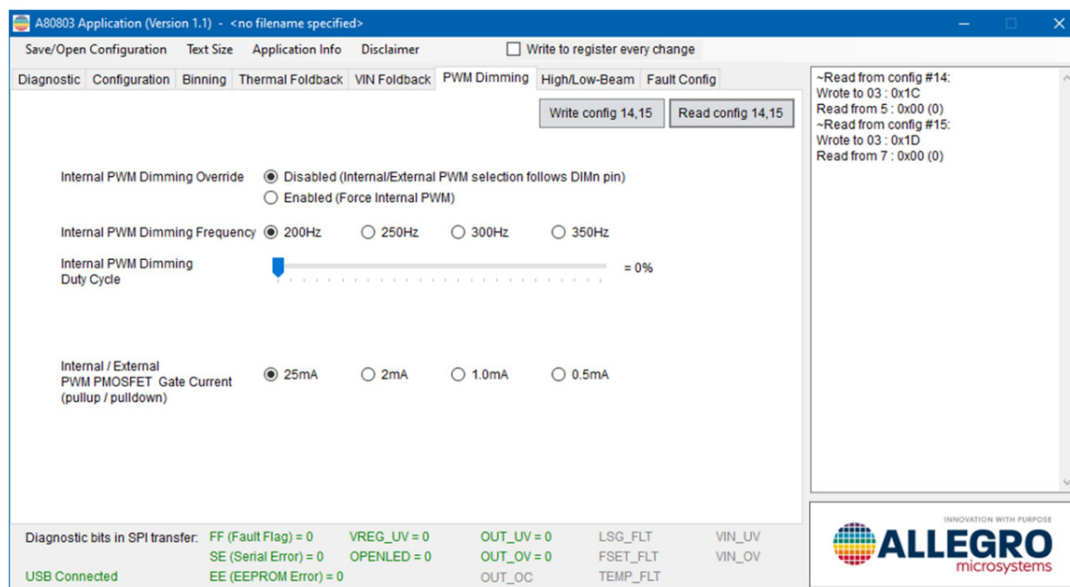 A80803 Application (Version 1.1) - <no filename specified>
Save/Open Configuration Text Size Application Info Disclaimer Write to register every change
Diagnostic Configuration Binning Thermal Foldback VIN Foldback PWM Dimming High/Low-Beam Fault Config
Write config 14,15 Read config 14,15
Internal PWM Dimming Override Disabled (Internal/External PWM selection follows DIMn pin)
Enabled (Force Internal PWM)
Internal PWM Dimming Frequency 200Hz 250Hz 300Hz 350Hz
Internal PWM Dimming
Duty Cycle
= 0%
Internal / External
PWM PMOSFET Gate Current
(pullup / pulldown)
25mA 2mA 1.0mA 0.5mA
~Read from config #14:
Wrote to 03 : 0x1C
Read from 5 : 0x00 (0)
~Read from config #15:
Wrote to 03 : 0x1D
Read from 7 : 0x00 (0)
Diagnostic bits in SPI transfer: FF (Fault Flag) = 0 VREG_UV = 0 OUT_UV = 0 LSG_FLT VIN_UV
SE (Serial Error) = 0 OPENLED = 0 OUT_OV = 0 FSET_FLT VIN_OV
USB Connected EE (EEPROM Error) = 0 OUT_OC TEMP_FLT
INNOVATION WITH PURPOSE
ALLEGRO
microsystems